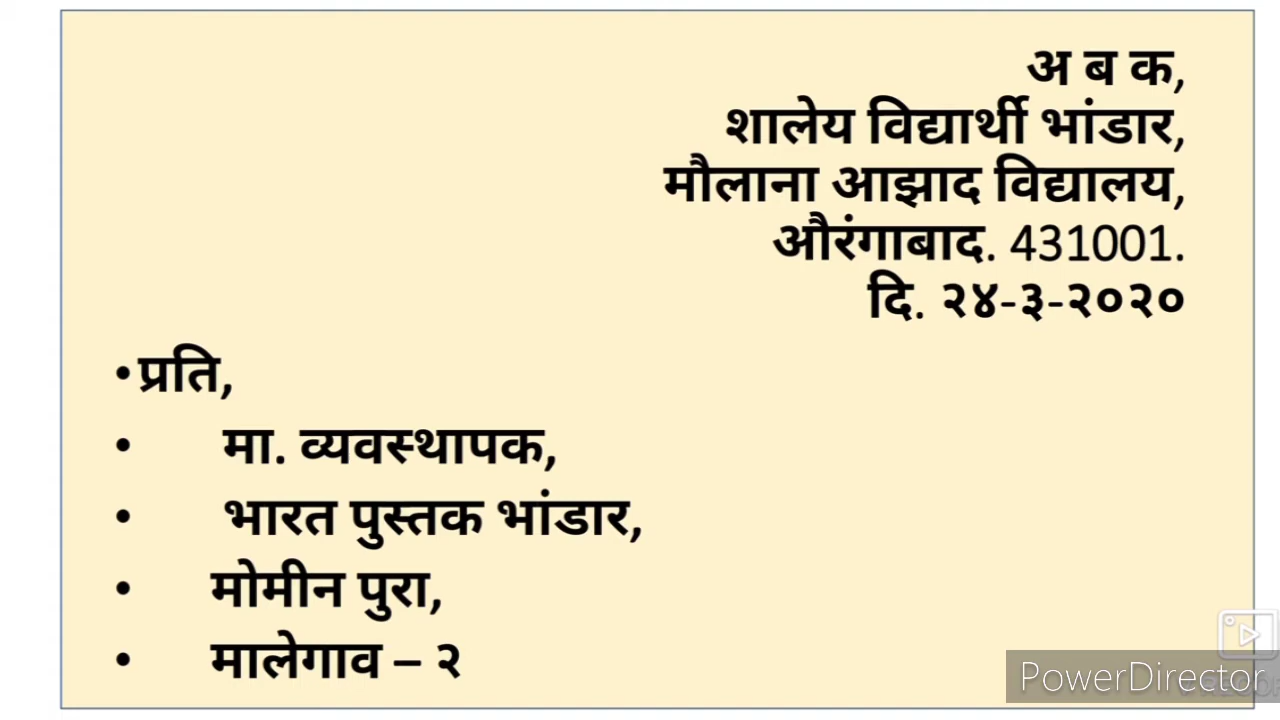 अ ब क,
शालेय विद्यार्थी भांडार,
मौलाना आझाद विद्यालय,
औरंगाबाद. 431001.
दि. २४-३-२०२०
• प्रति,
• मा. व्यवस्थापक,
• भारत पुस्तक भांडार,
• मोमीन पुरा,
• मालेगाव – २
PowerDirector